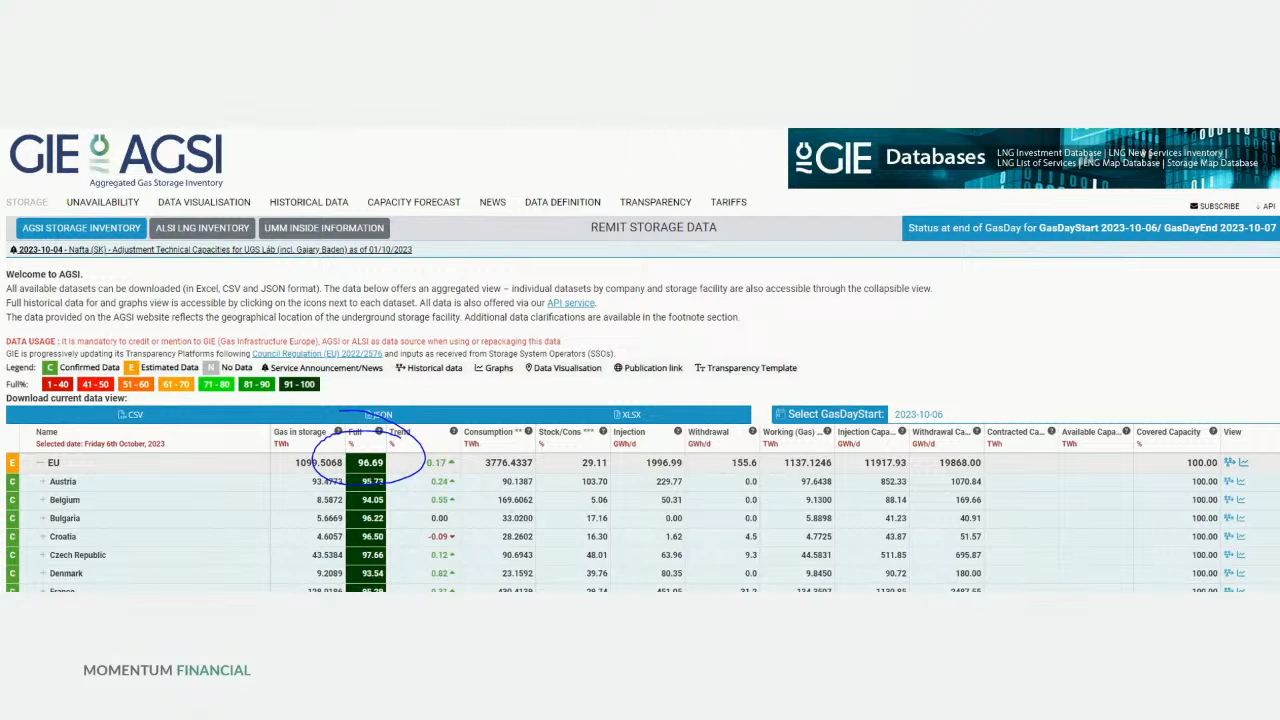 GIE AGSI
Aggregated Gas Storage Inventory
GIE Databases LNG Investment Database | LNG New Services Inventory |
LNG List of Services | LNG Map Database | Storage Map Database
STORAGE UNAVAILABILITY DATA VISUALISATION HISTORICAL DATA CAPACITY FORECAST NEWS DATA DEFINITION TRANSPARENCY TARIFFS
SUBSCRIBE API
AGSI STORAGE INVENTORY ALSI LNG INVENTORY UMM INSIDE INFORMATION REMIT STORAGE DATA Status at end of GasDay for GasDayStart 2023-10-06/ GasDayEnd 2023-10-07
2023-10-04 - Nafta (SK) - Adjustment Technical Capacities for UGS Láb (incl. Gajary Baden) as of 01/10/2023
Welcome to AGSI.
All available datasets can be downloaded (in Excel, CSV and JSON format). The data below offers an aggregated view – individual datasets by company and storage facility are also accessible through the collapsible view.
Full historical data for and graphs view is accessible by clicking on the icons next to each dataset. All data is also offered via our API service.
The data provided on the AGSI website reflects the geographical location of the underground storage facility. Additional data clarifications are available in the footnote section.
DATA USAGE : it is mandatory to credit or mention to GIE (Gas Infrastructure Europe), AGSI or ALSI as data source when using or repackaging this data
GIE is progressively updating its Transparency Platforms following Council Regulation (EU) 2022/2576 and inputs as received from Storage System Operators (SSOs).
Legend: C Confirmed Data E Estimated Data N No Data Service Announcement/News Historical data Graphs Data Visualisation Publication link Transparency Template
Full%: 1 - 40 41 - 50 51 - 60 61 - 70 71 - 80 81 - 90 91 - 100
Download current data view:
CSV JSON XLSX Select GasDayStart: 2023-10-06
Name Gas in storage Full Trend Consumption ** Stock/Cons *** Injection Withdrawal Working (Gas) ... Injection Capa... Withdrawal Ca... Contracted Ca... Available Capa... Covered Capacity View
Selected date: Friday 6th October, 2023 TWh % % TWh % GWh/d GWh/d TWh GWh/d GWh/d TWh TWh %
E EU 1099.5068 96.69 0.17 3776.4337 29.11 1996.99 155.6 1137.1246 11917.93 19868.00 100.00
C Austria 93.4773 95.73 0.24 90.1387 103.70 229.77 0.0 97.6438 852.33 1070.84 100.00
C Belgium 8.5872 94.05 0.55 169.6062 5.06 50.31 0.0 9.1300 88.14 169.66 100.00
C Bulgaria 5.6669 96.22 0.00 33.0200 17.16 0.00 0.0 5.8898 41.23 40.91 100.00
C Croatia 4.6057 96.50 -0.09 28.2602 16.30 1.62 4.5 4.7725 43.87 51.57 100.00
C Czech Republic 43.5384 97.66 0.12 90.6943 48.01 63.96 9.3 44.5831 511.85 695.87 100.00
C Denmark 9.2089 93.54 0.82 23.1592 39.76 80.35 0.0 9.8450 90.72 180.00 100.00
C France
MOMENTUM FINANCIAL